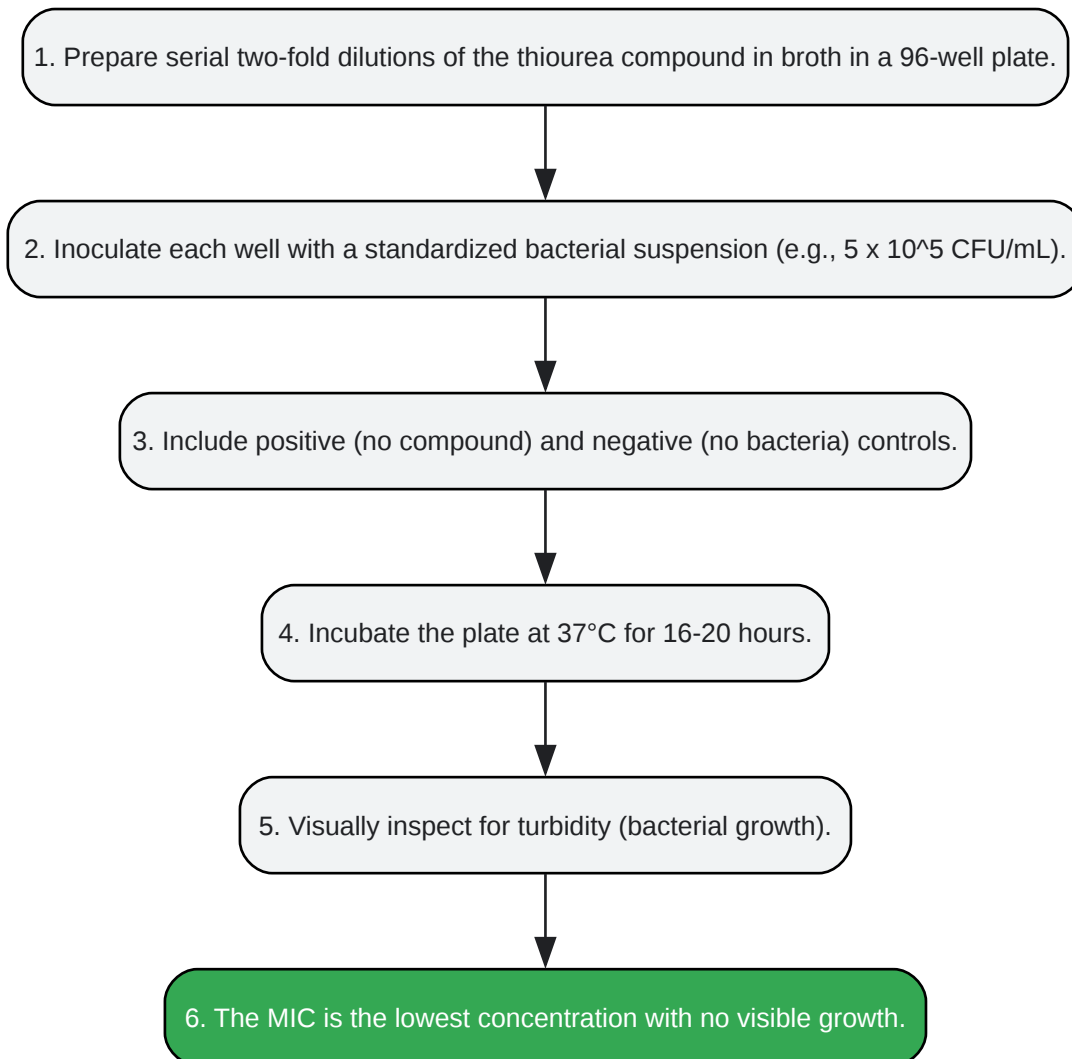 1. Prepare serial two-fold dilutions of the thiourea compound in broth in a 96-well plate.
2. Inoculate each well with a standardized bacterial suspension (e.g., 5 x 10^5 CFU/mL).
3. Include positive (no compound) and negative (no bacteria) controls.
4. Incubate the plate at 37°C for 16-20 hours.
5. Visually inspect for turbidity (bacterial growth).
6. The MIC is the lowest concentration with no visible growth.